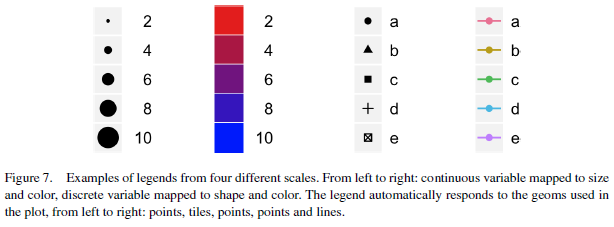 2 2 a a
4 4 b b
6 6 c c
8 8 d d
10 10 e e
Figure 7. Examples of legends from four different scales. From left to right: continuous variable mapped to size
and color, discrete variable mapped to shape and color. The legend automatically responds to the geoms used in
the plot, from left to right: points, tiles, points, points and lines.